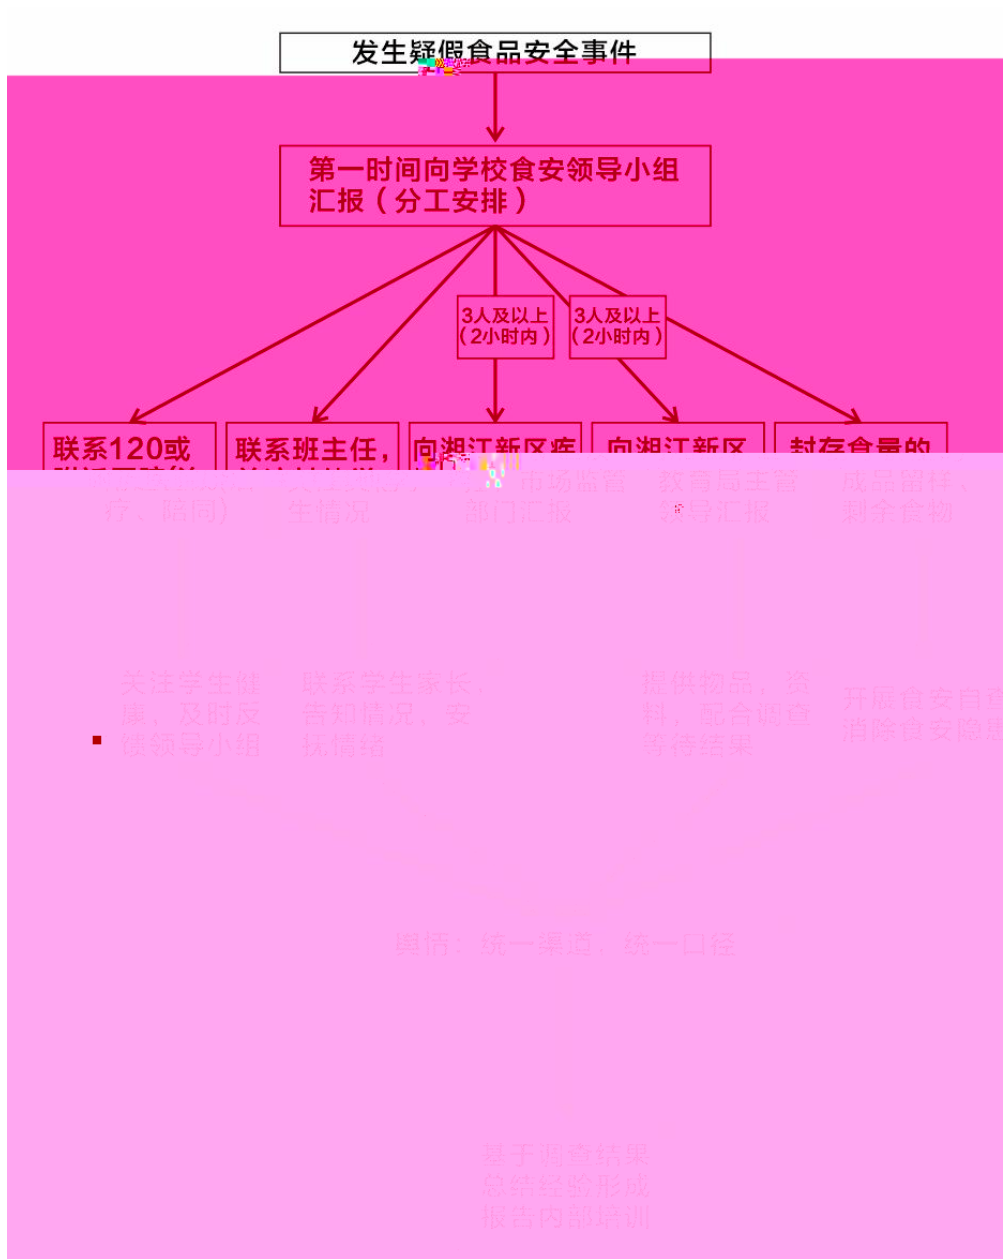 发生疑假食品安全事件
第一时间向学校食安领导小组
汇报（分工安排）
3人及以上
（2小时内）
3人及以上
（2小时内）
联系120或
疗、陪同)
联系班主任，
生情况
向湘江新区疾
市场监管
部门汇报
向湘江新区
教育局主管
领导汇报
封存食量的
成品留样、
剩余食物
关注学生健
康，及时反
馈领导小组
联系学生家长，
告知情况，安
抚情绪
提供物品，资
料，配合调查
等待结果
开展食安自查
消除食安隐患
舆情：统一渠道，统一口径
基于调查结果
总结经验形成
报告内部培训